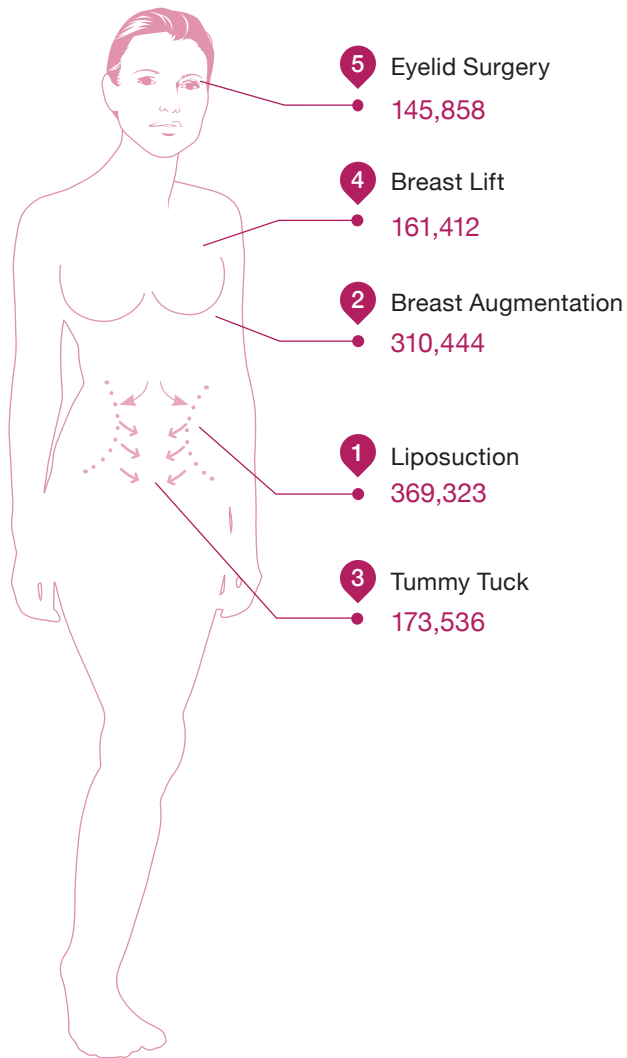 5 Eyelid Surgery
145,858
4 Breast Lift
161,412
2 Breast Augmentation
310,444
1 Liposuction
369,323
3 Tummy Tuck
173,536